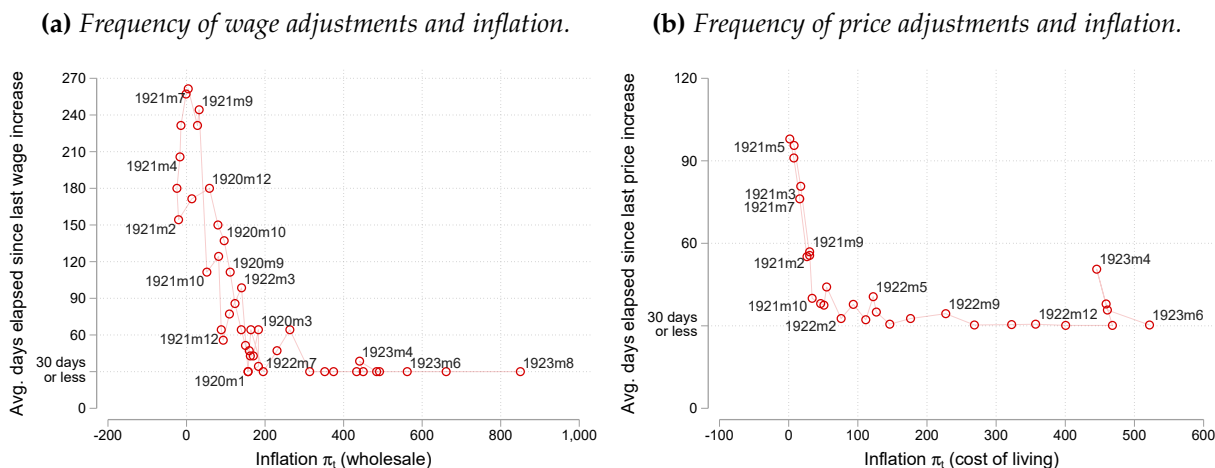 (a) Frequency of wage adjustments and inflation.
Avg. days elapsed since last wage increase
270
240
210
180
150
120
90
60
30 days
or less
0
1921m7
1921m9
1921m4
1920m12
1921m2
1920m10
1920m9
1921m10
1922m3
1920m3
1921m12
1922m7
1920m1
1923m4
1923m6
1923m8
-200
0
200
400
600
800
1,000
Inflation πt (wholesale)
(b) Frequency of price adjustments and inflation.
Avg. days elapsed since last price increase
120
90
60
30 days
or less
0
1921m5
1921m3
1921m7
1921m9
1921m2
1923m4
1921m10
1922m5
1922m9
1922m2
1922m12
1923m6
-100
0
100
200
300
400
500
600
Inflation πt (cost of living)